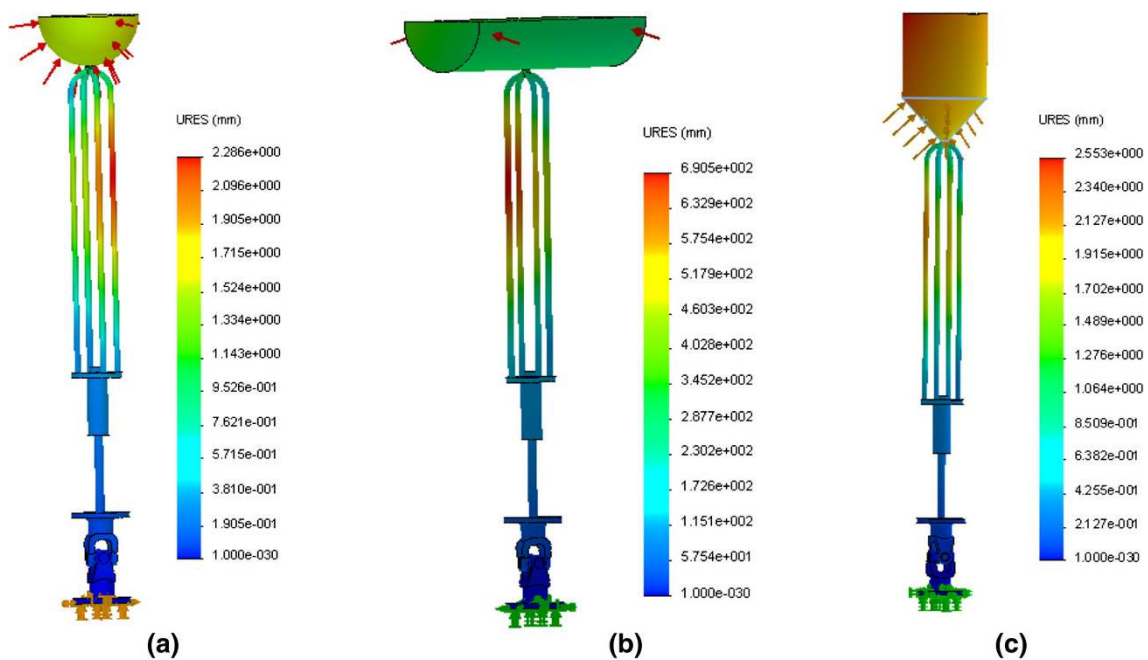 URES (mm)
2.286e+000
2.096e+000
1.905e+000
1.715e+000
1.524e+000
1.334e+000
1.143e+000
9.526e-001
7.621e-001
5.715e-001
3.810e-001
1.905e-001
1.000e-030
(a)
URES (mm)
6.905e+002
6.329e+002
5.754e+002
5.179e+002
4.603e+002
4.028e+002
3.452e+002
2.877e+002
2.302e+002
1.726e+002
1.151e+002
5.754e+001
1.000e-030
(b)
URES (mm)
2.553e+000
2.340e+000
2.127e+000
1.915e+000
1.702e+000
1.489e+000
1.276e+000
1.064e+000
8.509e-001
6.382e-001
4.255e-001
2.127e-001
1.000e-030
(c)